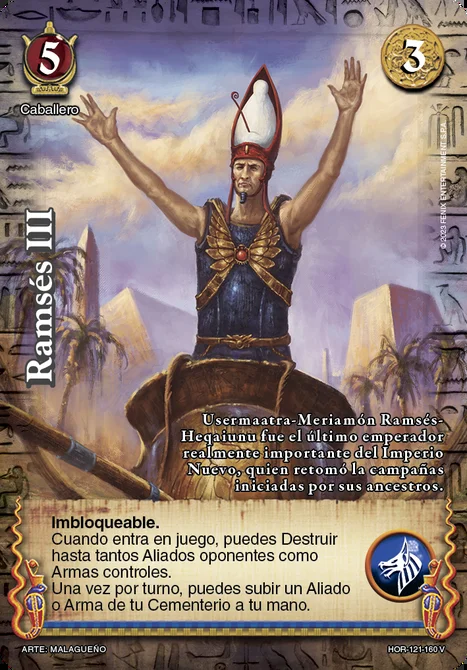 5
3
Caballero
© 2023 FENIX ENTERTAINMENT S.P.A.
Ramsés III
Usermaatra-Meriamón Ramsés-
Heqaiunu fue el último emperador
realmente importante del Imperio
Nuevo, quien retomó la campañas
iniciadas por sus ancestros.
Imbloqueable.
Cuando entra en juego, puedes Destruir
hasta tantos Aliados oponentes como
Armas controles.
Una vez por turno, puedes subir un Aliado
o Arma de tu Cementerio a tu mano.
ARTE: MALAGUEÑO
HOR-121-160 V